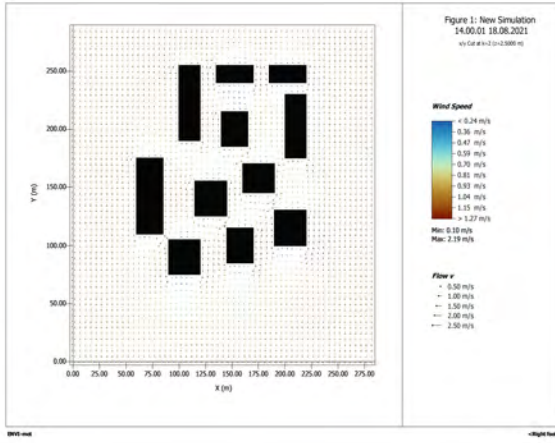 Figure 1: New Simulation
14.00.01 18.08.2021
x/y Cut at k=2 (z=2.5000 m)
Wind Speed
< 0.24 m/s
0.36 m/s
0.47 m/s
0.59 m/s
0.70 m/s
0.81 m/s
0.93 m/s
1.04 m/s
1.15 m/s
> 1.27 m/s
Min: 0.10 m/s
Max: 2.19 m/s
Flow v
0.50 m/s
1.00 m/s
1.50 m/s
2.00 m/s
2.50 m/s
Y (m)
250.00
200.00
150.00
100.00
50.00
0.00
0.00 25.00 50.00 75.00 100.00 125.00 150.00 175.00 200.00 225.00 250.00 275.00
X (m)
ENVI-met
<Right foo